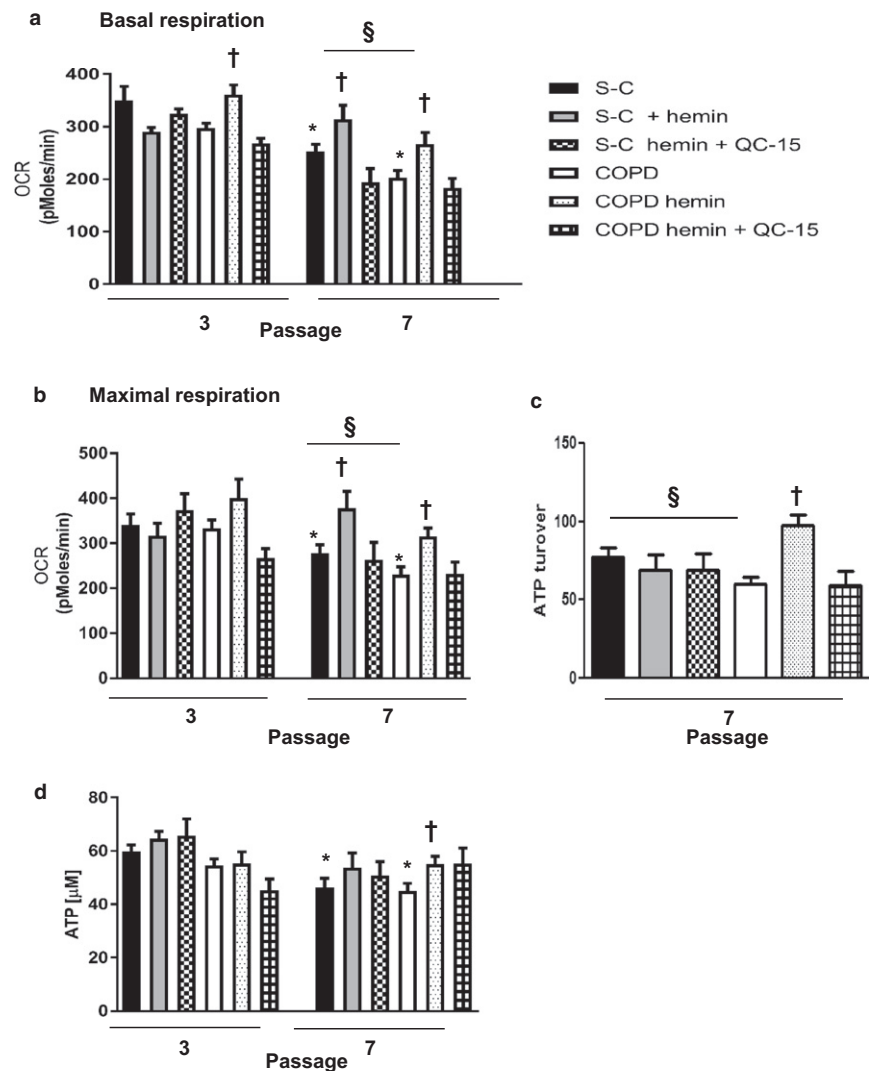 a Basal respiration
§
†
†
†
*
*
400
300
200
100
0
OCR
(pMoles/min)
3
7
Passage
S-C
S-C + hemin
S-C hemin + QC-15
COPD
COPD hemin
COPD hemin + QC-15
b Maximal respiration
§
†
†
*
*
500
400
300
200
100
0
OCR
(pMoles/min)
3
7
Passage
c
150
100
50
0
ATP turover
§
†
7
Passage
d
80
60
40
20
0
ATP [µM]
*
*
†
3
7
Passage